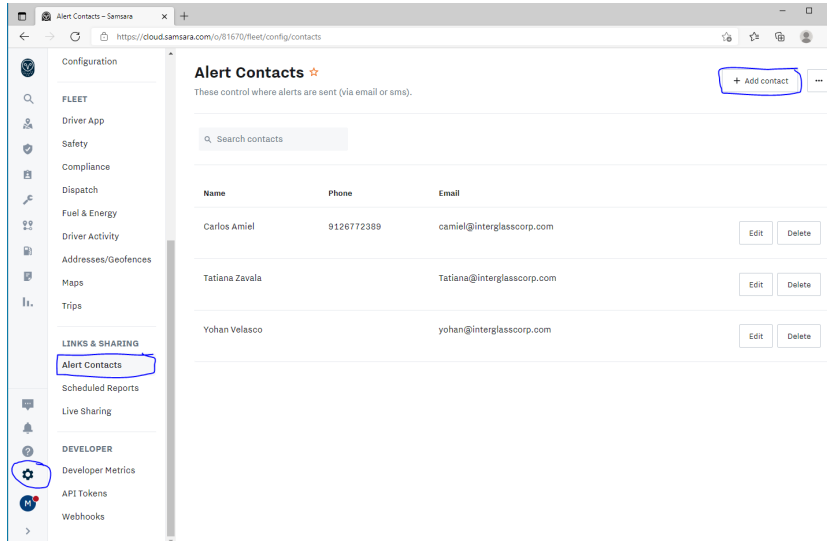 Alert Contacts – Samsara
https://cloud.samsara.com/o/81670/fleet/config/contacts
Configuration
FLEET
Driver App
Safety
Compliance
Dispatch
Fuel & Energy
Driver Activity
Addresses/Geofences
Maps
Trips
LINKS & SHARING
Alert Contacts
Scheduled Reports
Live Sharing
DEVELOPER
Developer Metrics
API Tokens
Webhooks
M
Alert Contacts
These control where alerts are sent (via email or sms).
+ Add contact
Search contacts
Name Phone Email
Carlos Amiel 9126772389 camiel@interglasscorp.com Edit Delete
Tatiana Zavala Tatiana@interglasscorp.com Edit Delete
Yohan Velasco yohan@interglasscorp.com Edit Delete